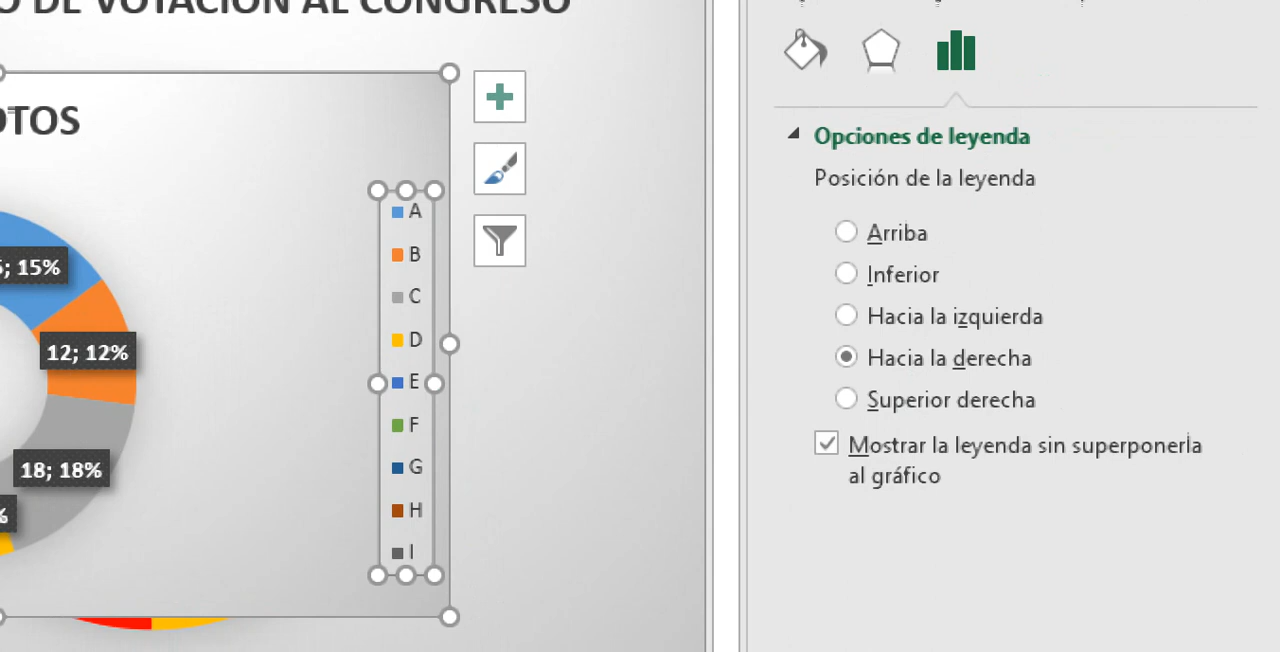 O DE VOTACIÓN AL CONGRESO
OTOS
; 15%
12; 12%
18; 18%
%
A
B
C
D
E
F
G
H
I
Opciones de leyenda
Posición de la leyenda
Arriba
Inferior
Hacia la izquierda
Hacia la derecha
Superior derecha
Mostrar la leyenda sin superponerla
al gráfico